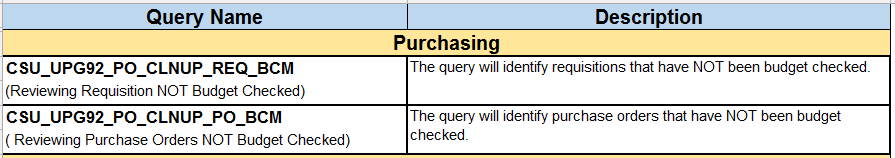 Query Name
Description
Purchasing
CSU_UPG92_PO_CLNUP_REQ_BCM
(Reviewing Requisition NOT Budget Checked)
The query will identify requisitions that have NOT been budget checked.
CSU_UPG92_PO_CLNUP_PO_BCM
( Reviewing Purchase Orders NOT Budget Checked)
The query will identify purchase orders that have NOT been budget
checked.